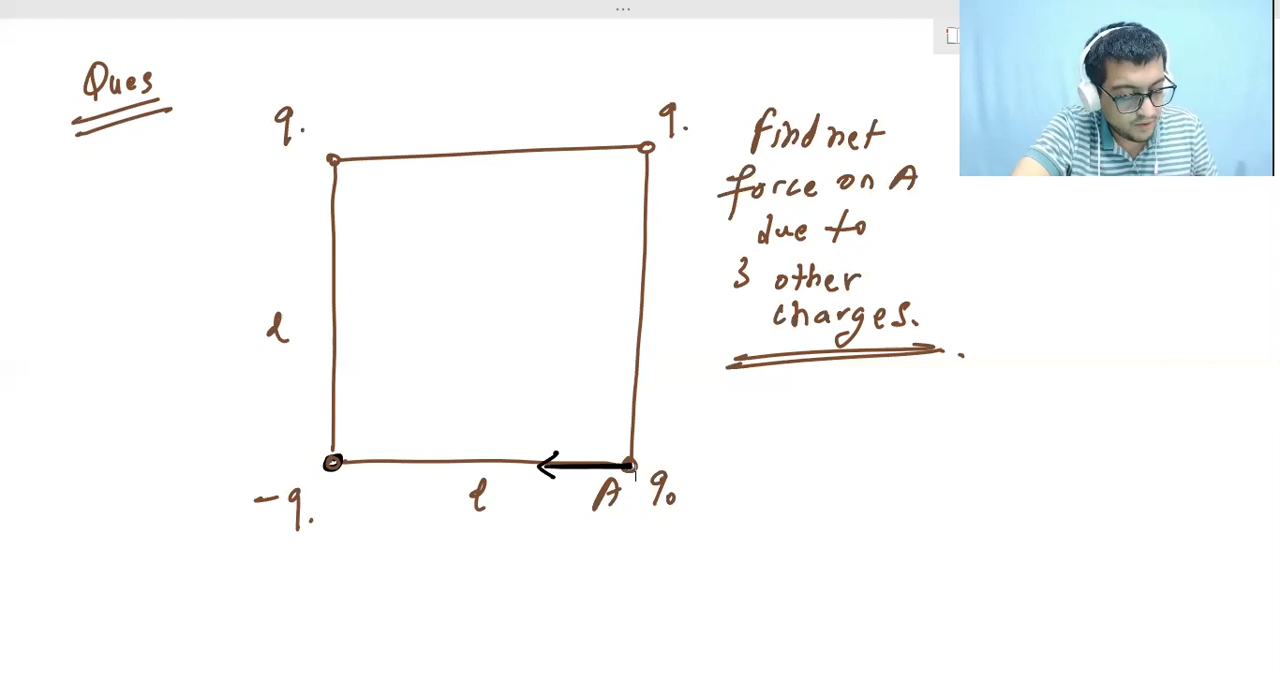 Ques
q.
q.
find net
force on A
due to
3 other
charges.
l
-q.
l
A
q₀